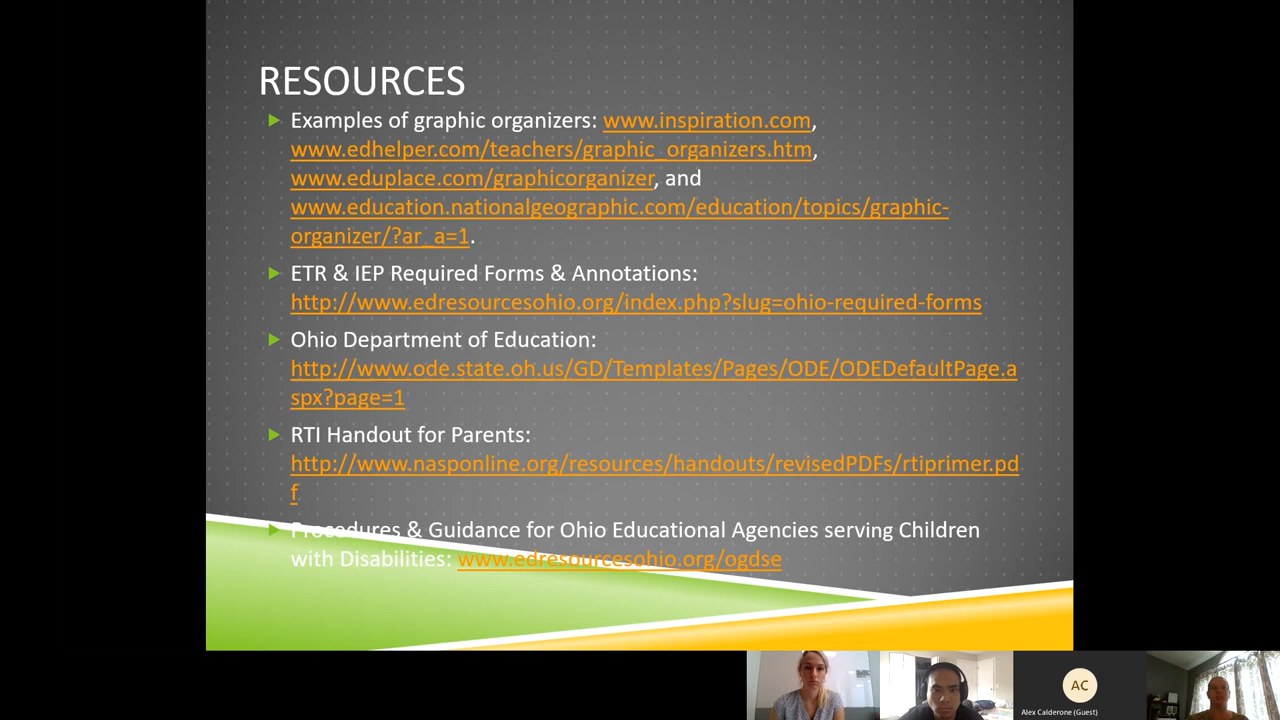 RESOURCES
Examples of graphic organizers: www.inspiration.com,
www.edhelper.com/teachers/graphic_organizers.htm,
www.eduplace.com/graphicorganizer, and
www.education.nationalgeographic.com/education/topics/graphic-
organizer/?ar_a=1.
ETR & IEP Required Forms & Annotations:
http://www.edresourcesohio.org/index.php?slug=ohio-required-forms
Ohio Department of Education:
http://www.ode.state.oh.us/GD/Templates/Pages/ODE/ODEDefaultPage.a
spx?page=1
RTI Handout for Parents:
http://www.nasponline.org/resources/handouts/revisedPDFs/rtiprimer.pd
f
Procedures & Guidance for Ohio Educational Agencies serving Children
with Disabilities: www.edresourcesohio.org/ogdse
AC
Alex Calderone (Guest)